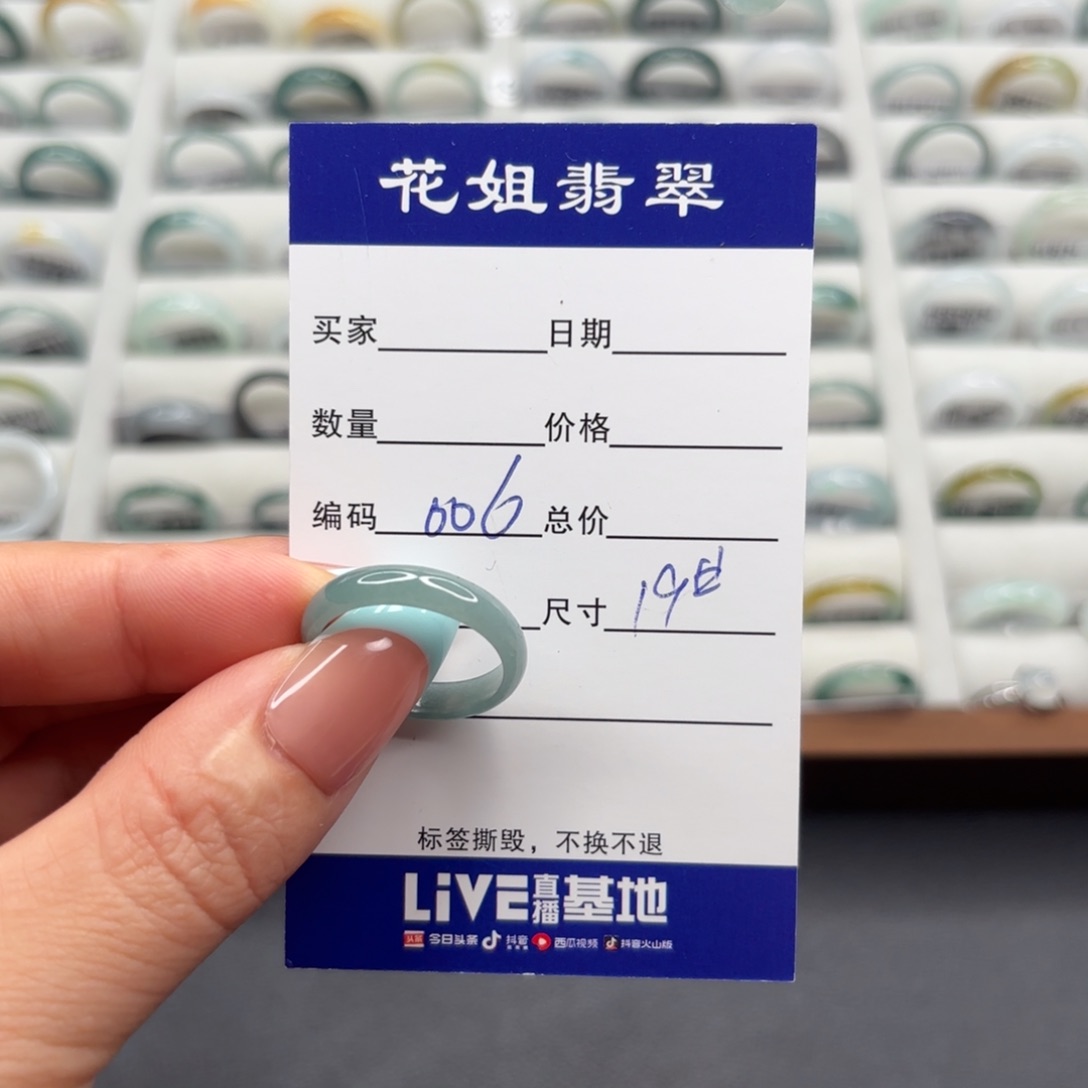 花姐翡翠
买家 日期
数量 价格
编码 006 总价
尺寸 19
标签撕毁，不换不退
LiVE直播基地
头条 今日头条 抖音 西瓜视频 抖音火山版